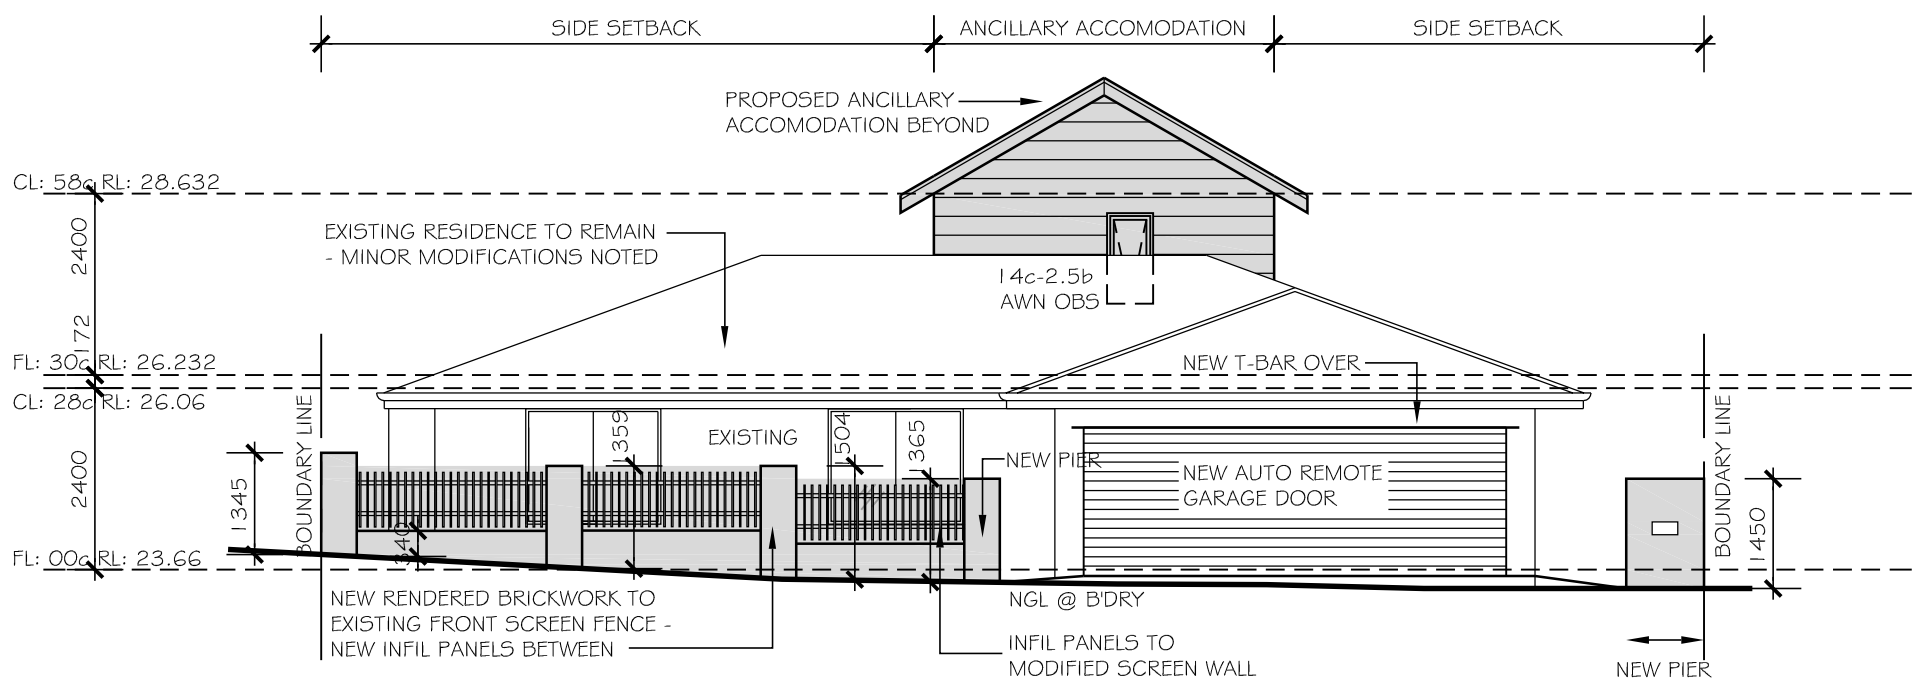 SIDE SETBACK
ANCILLARY ACCOMODATION
SIDE SETBACK
PROPOSED ANCILLARY
ACCOMODATION BEYOND
CL: 58c RL: 28.632
2400
EXISTING RESIDENCE TO REMAIN
- MINOR MODIFICATIONS NOTED
14c-2.5b
AWN OBS
172
FL: 30c RL: 26.232
CL: 28c RL: 26.06
NEW T-BAR OVER
BOUNDARY LINE
BOUNDARY LINE
1359
EXISTING
1504
1365
NEW PIER
NEW AUTO REMOTE
GARAGE DOOR
2400
1345
340
1450
FL: 00c RL: 23.66
NEW RENDERED BRICKWORK TO
EXISTING FRONT SCREEN FENCE -
NEW INFIL PANELS BETWEEN
NGL @ B'DRY
INFIL PANELS TO
MODIFIED SCREEN WALL
NEW PIER